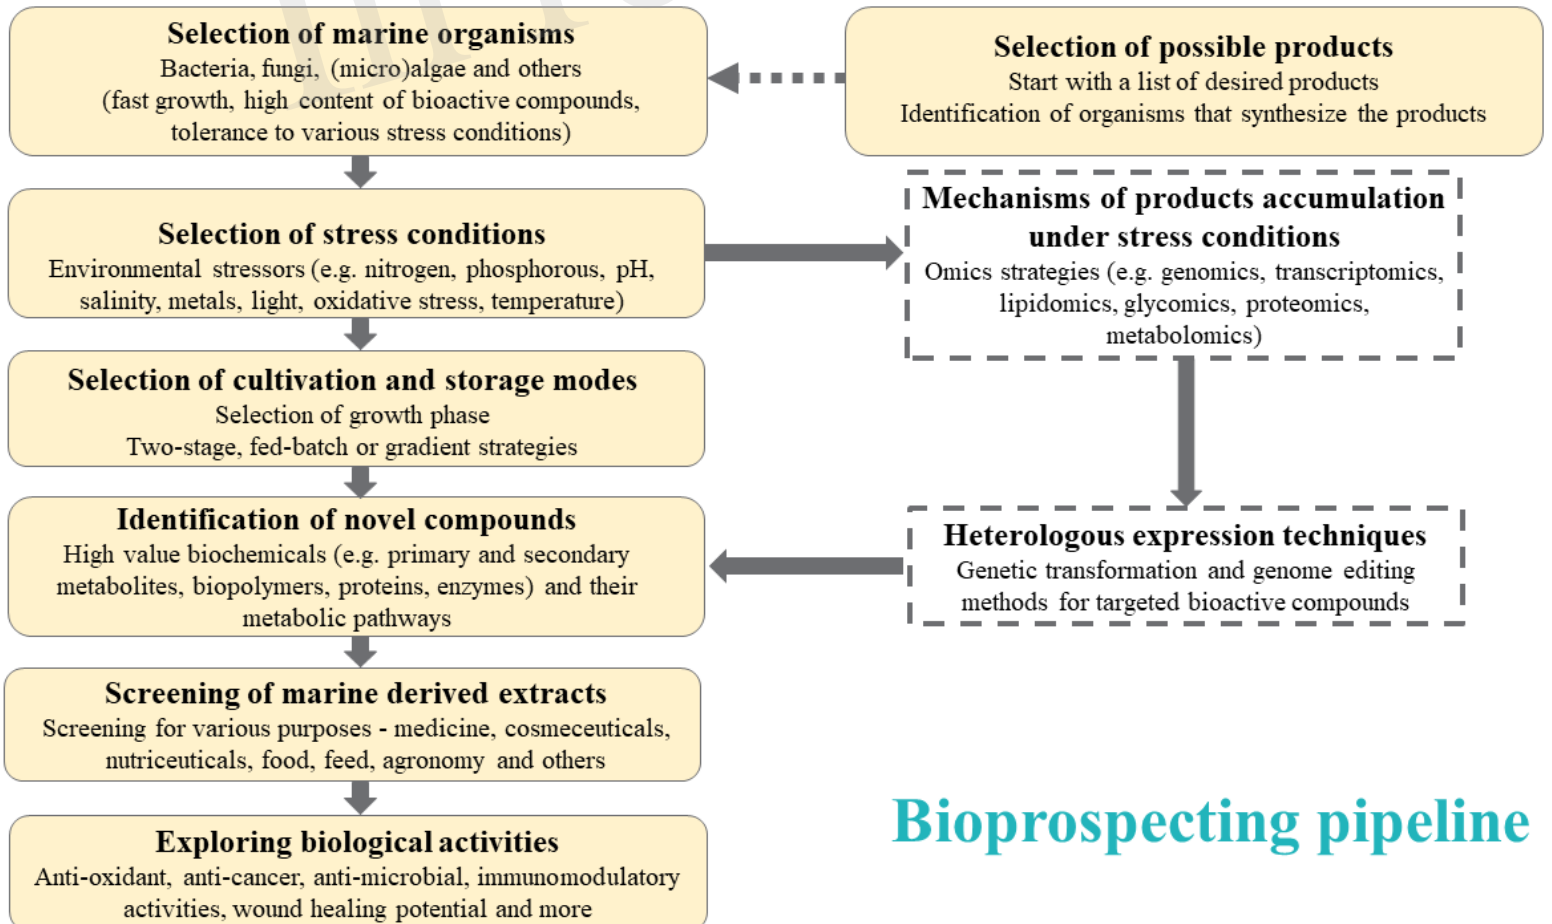 Selection of marine organisms
Bacteria, fungi, (micro)algae and others
(fast growth, high content of bioactive compounds,
tolerance to various stress conditions)
Selection of possible products
Start with a list of desired products
Identification of organisms that synthesize the products
Selection of stress conditions
Environmental stressors (e.g. nitrogen, phosphorous, pH,
salinity, metals, light, oxidative stress, temperature)
Mechanisms of products accumulation
under stress conditions
Omics strategies (e.g. genomics, transcriptomics,
lipidomics, glycomics, proteomics,
metabolomics)
Selection of cultivation and storage modes
Selection of growth phase
Two-stage, fed-batch or gradient strategies
Identification of novel compounds
High value biochemicals (e.g. primary and secondary
metabolites, biopolymers, proteins, enzymes) and their
metabolic pathways
Heterologous expression techniques
Genetic transformation and genome editing
methods for targeted bioactive compounds
Screening of marine derived extracts
Screening for various purposes - medicine, cosmeceuticals,
nutriceuticals, food, feed, agronomy and others
Exploring biological activities
Anti-oxidant, anti-cancer, anti-microbial, immunomodulatory
activities, wound healing potential and more
Bioprospecting pipeline